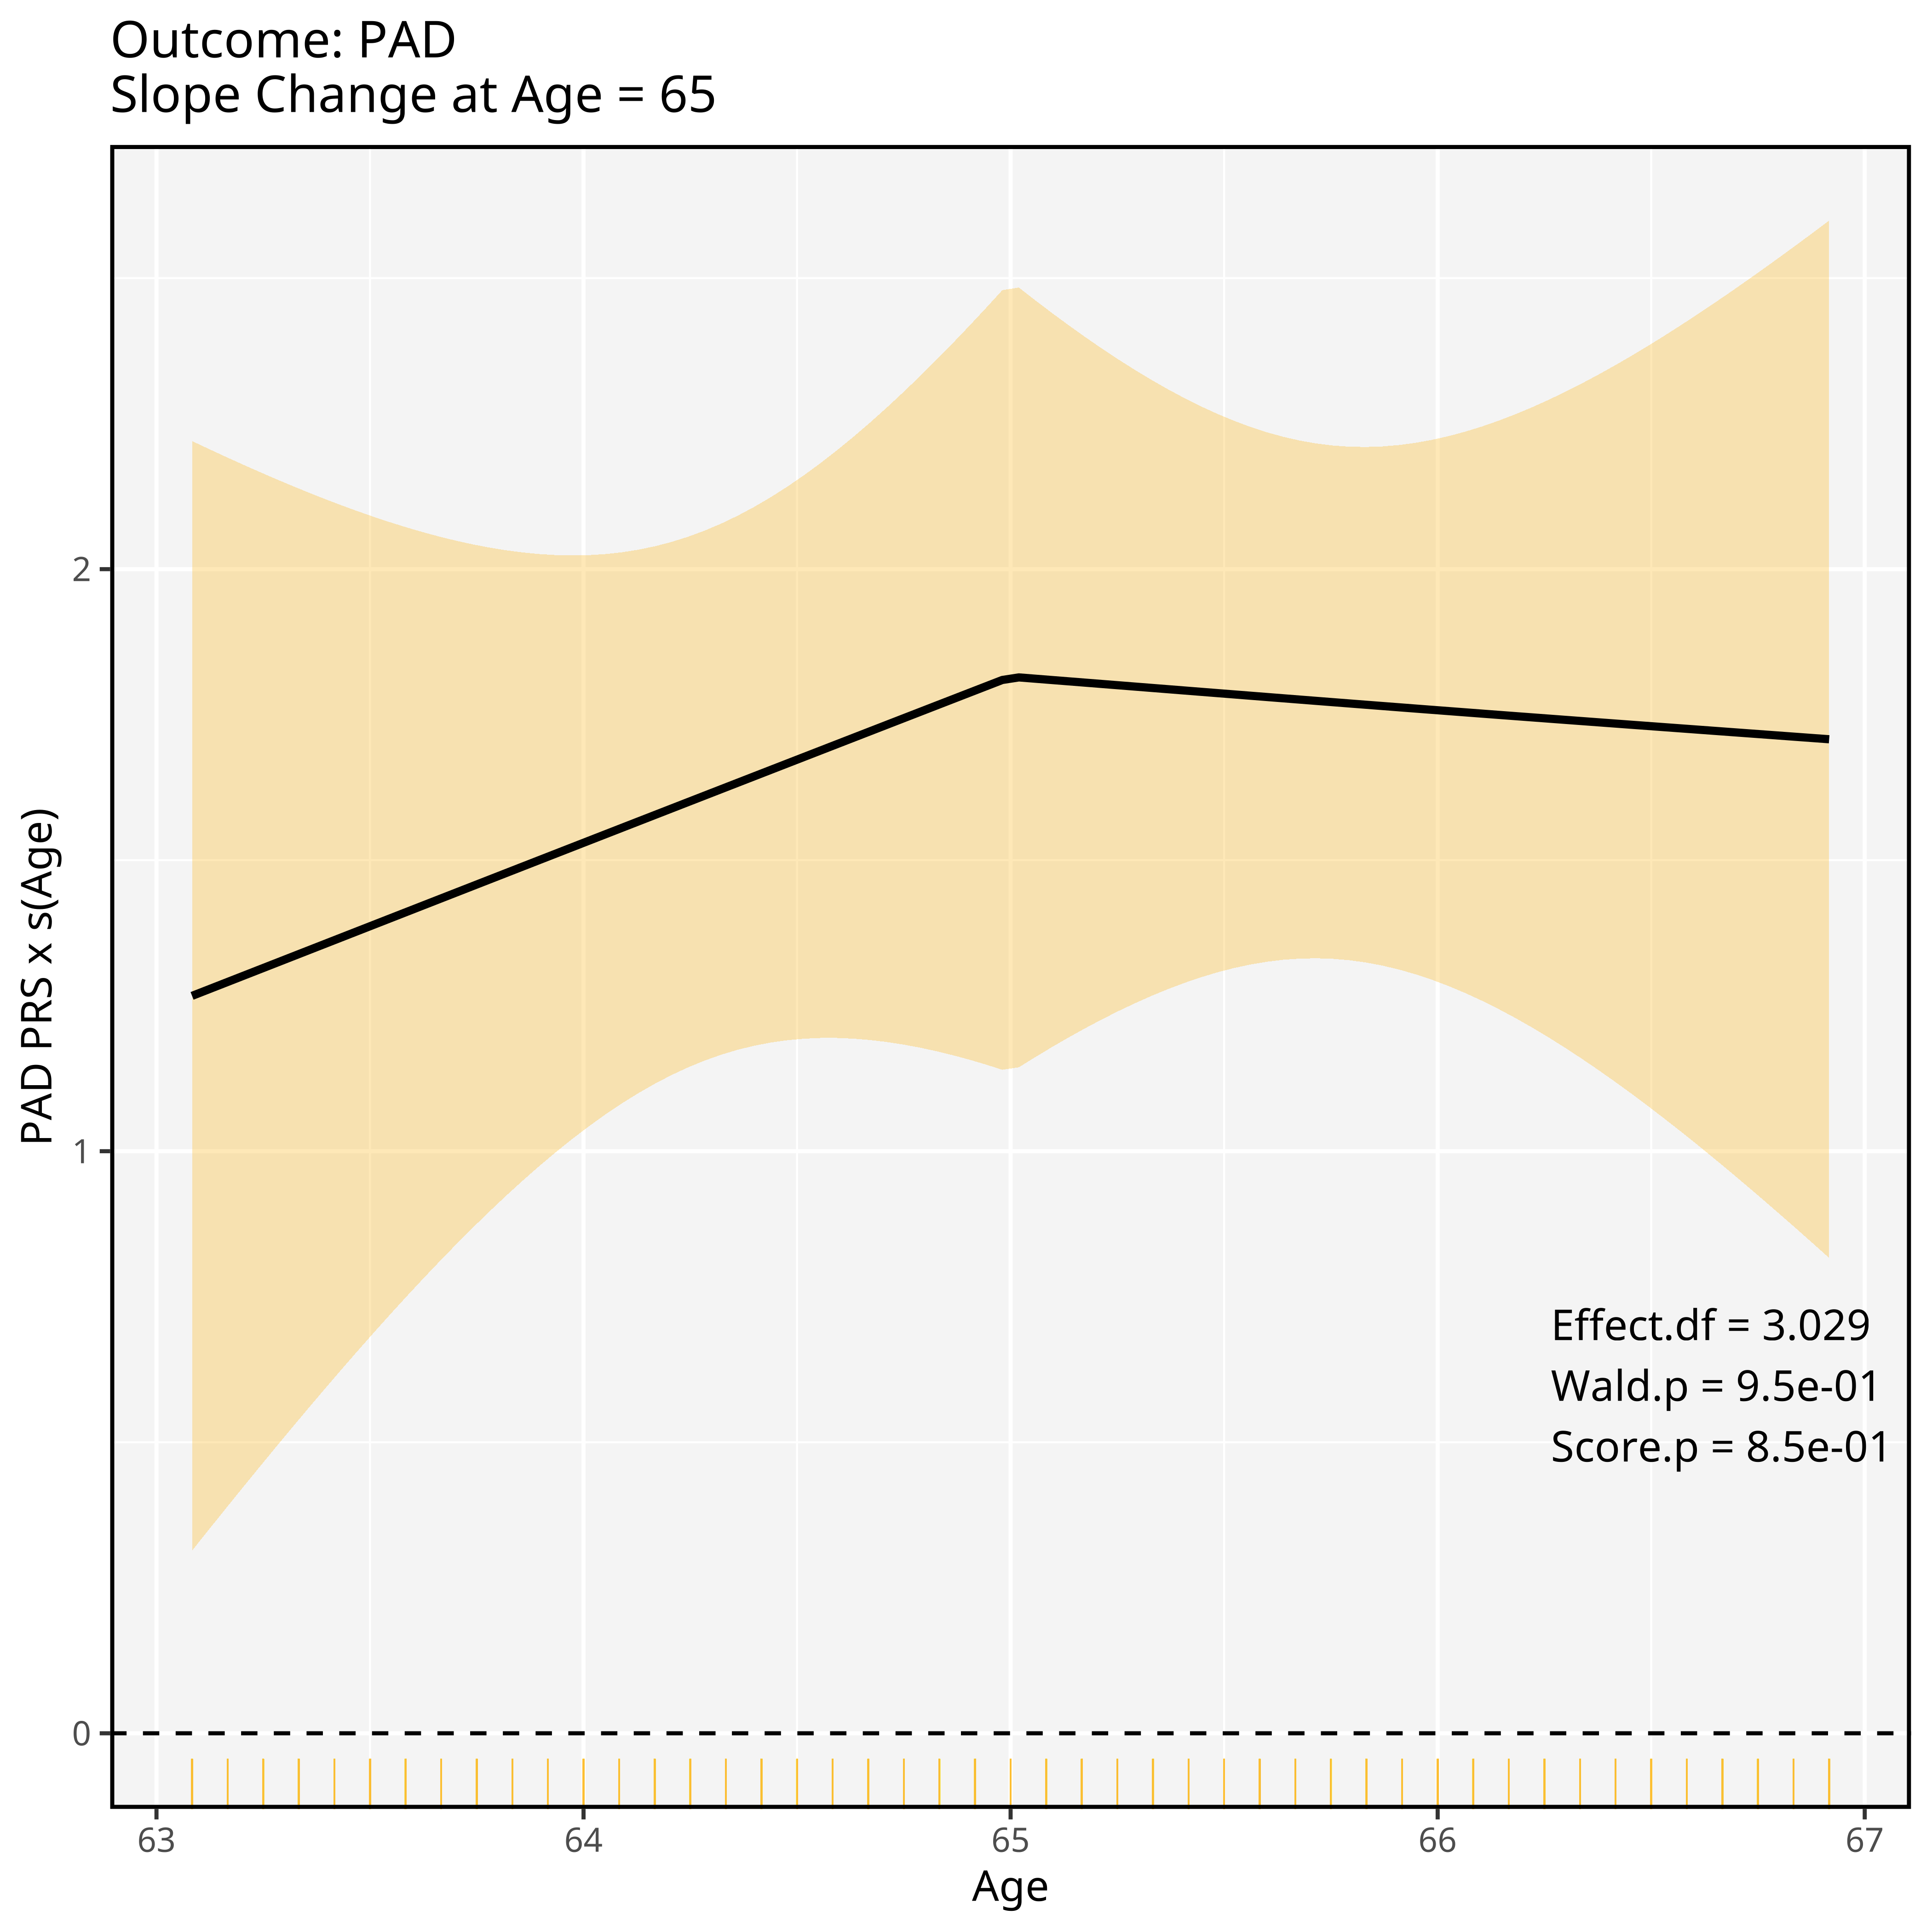 Outcome: PAD
Slope Change at Age = 65
PAD PRS x s(Age)
2
1
0
Effect.df = 3.029
Wald.p = 9.5e-01
Score.p = 8.5e-01
63 64 65 66 67
Age